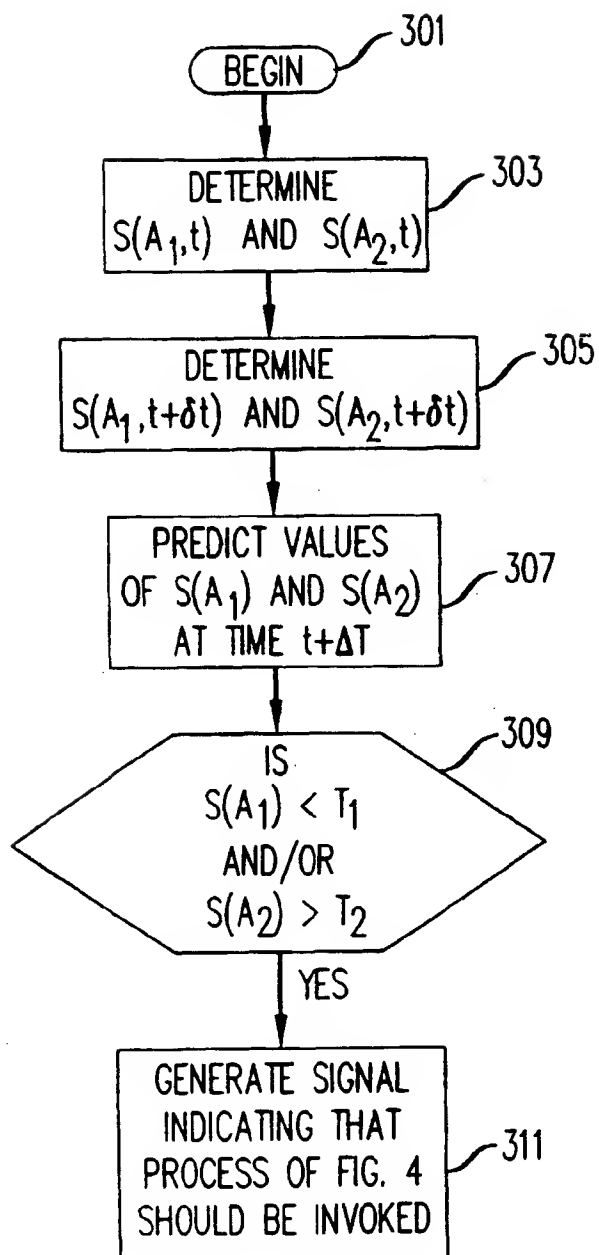 301
BEGIN
303
DETERMINE
S(A₁,t) AND S(A₂,t)
305
DETERMINE
S(A₁,t+δt) AND S(A₂,t+δt)
307
PREDICT VALUES
OF S(A₁) AND S(A₂)
AT TIME t+ΔT
309
IS
S(A₁) < T₁
AND/OR
S(A₂) > T₂
YES
GENERATE SIGNAL
INDICATING THAT
PROCESS OF FIG. 4
SHOULD BE INVOKED
311